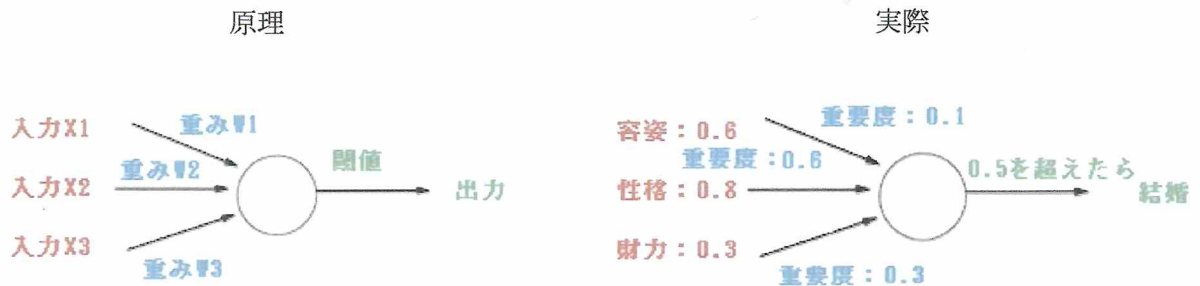 原理
入力X1
重みW1
入力X2
重みW2
閾値
出力
入力X3
重みW3
実際
容姿：0.6
重要度：0.1
重要度：0.6
性格：0.8
0.5を超えたら
結婚
財力：0.3
重要度：0.3